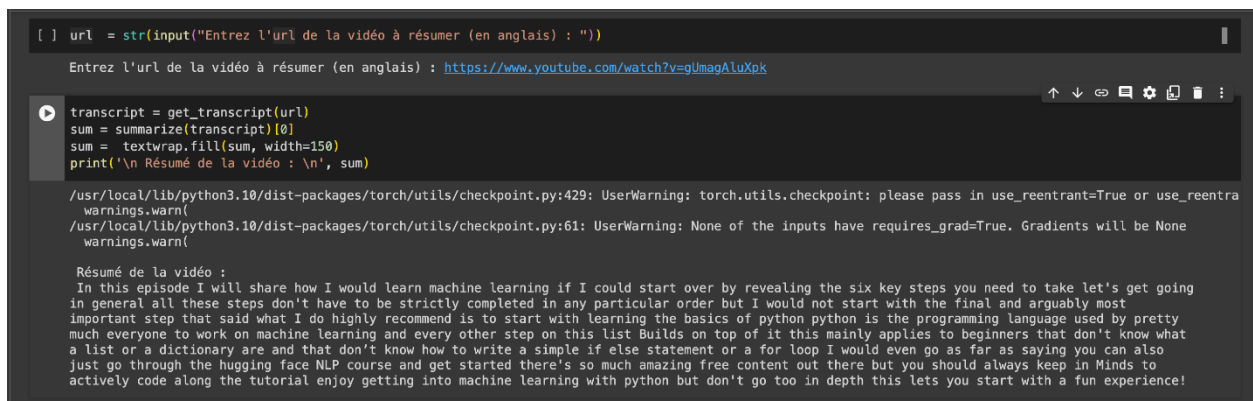 [ ] url = str(input("Entrez l'url de la vidéo à résumer (en anglais) : "))
Entrez l'url de la vidéo à résumer (en anglais) : https://www.youtube.com/watch?v=gUmagAluXpk
transcript = get_transcript(url)
sum = summarize(transcript)[0]
sum =  textwrap.fill(sum, width=150)
print('\n Résumé de la vidéo : \n', sum)
/usr/local/lib/python3.10/dist-packages/torch/utils/checkpoint.py:429: UserWarning: torch.utils.checkpoint: please pass in use_reentrant=True or use_reentra
warnings.warn(
/usr/local/lib/python3.10/dist-packages/torch/utils/checkpoint.py:61: UserWarning: None of the inputs have requires_grad=True. Gradients will be None
warnings.warn(
Résumé de la vidéo :
In this episode I will share how I would learn machine learning if I could start over by revealing the six key steps you need to take let's get going
in general all these steps don't have to be strictly completed in any particular order but I would not start with the final and arguably most
important step that said what I do highly recommend is to start with learning the basics of python python is the programming language used by pretty
much everyone to work on machine learning and every other step on this list Builds on top of it this mainly applies to beginners that don't know what
a list or a dictionary are and that don't know how to write a simple if else statement or a for loop I would even go as far as saying you can also
just go through the hugging face NLP course and get started there's so much amazing free content out there but you should always keep in Minds to
actively code along the tutorial enjoy getting into machine learning with python but don't go too in depth this lets you start with a fun experience!